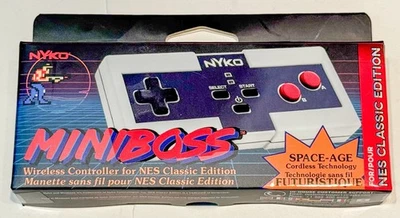 NYKO
NYKO
SELECT START
B A
MINIBOSS
Wireless Controller for NES Classic Edition
Manette sans fil pour NES Classic Edition
SPACE-AGE
Cordless Technology
Technologie sans fil
FUTURISTIQUE
FOR/POUR
NES CLASSIC EDITION